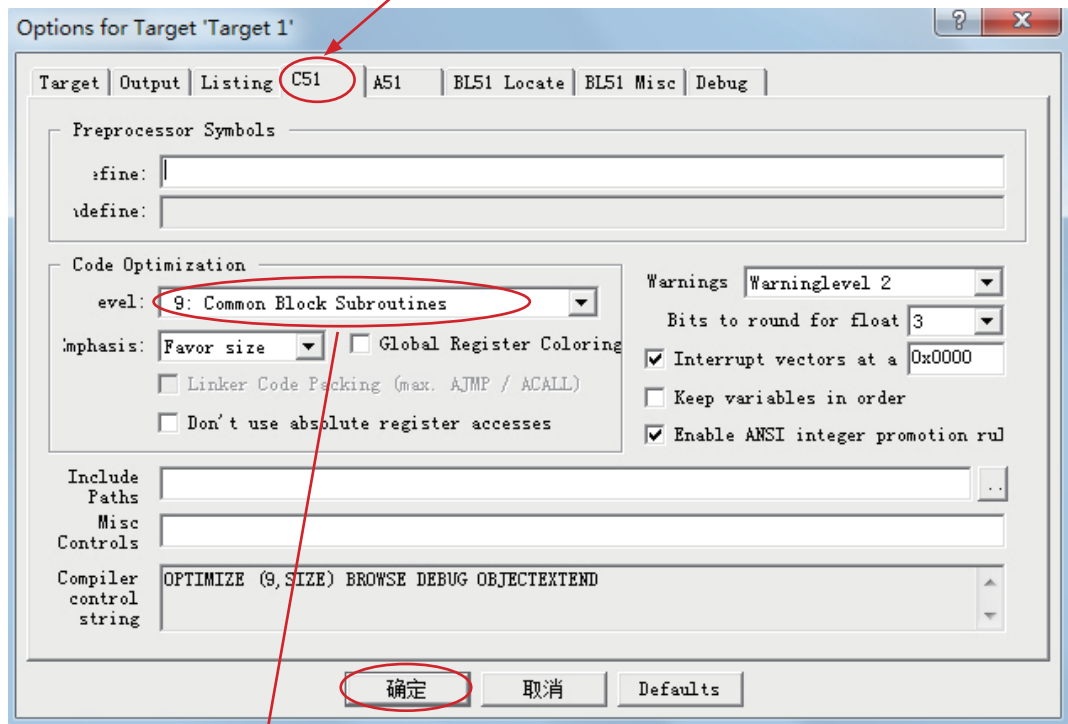 Options for Target 'Target 1'
Target Output Listing C51 A51 BL51 Locate BL51 Misc Debug
Preprocessor Symbols
efine:
define:
Code Optimization
evel: 9: Common Block Subroutines
mphasis: Favor size Global Register Coloring
Linker Code Packing (max. AJMP / ACALL)
Don't use absolute register accesses
Warnings Warninglevel 2
Bits to round for float 3
Interrupt vectors at a 0x0000
Keep variables in order
Enable ANSI integer promotion rul
Include
Paths
..
Misc
Controls
Compiler
control
string
OPTIMIZE (9,SIZE) BROWSE DEBUG OBJECTEXTEND
确定 取消 Defaults